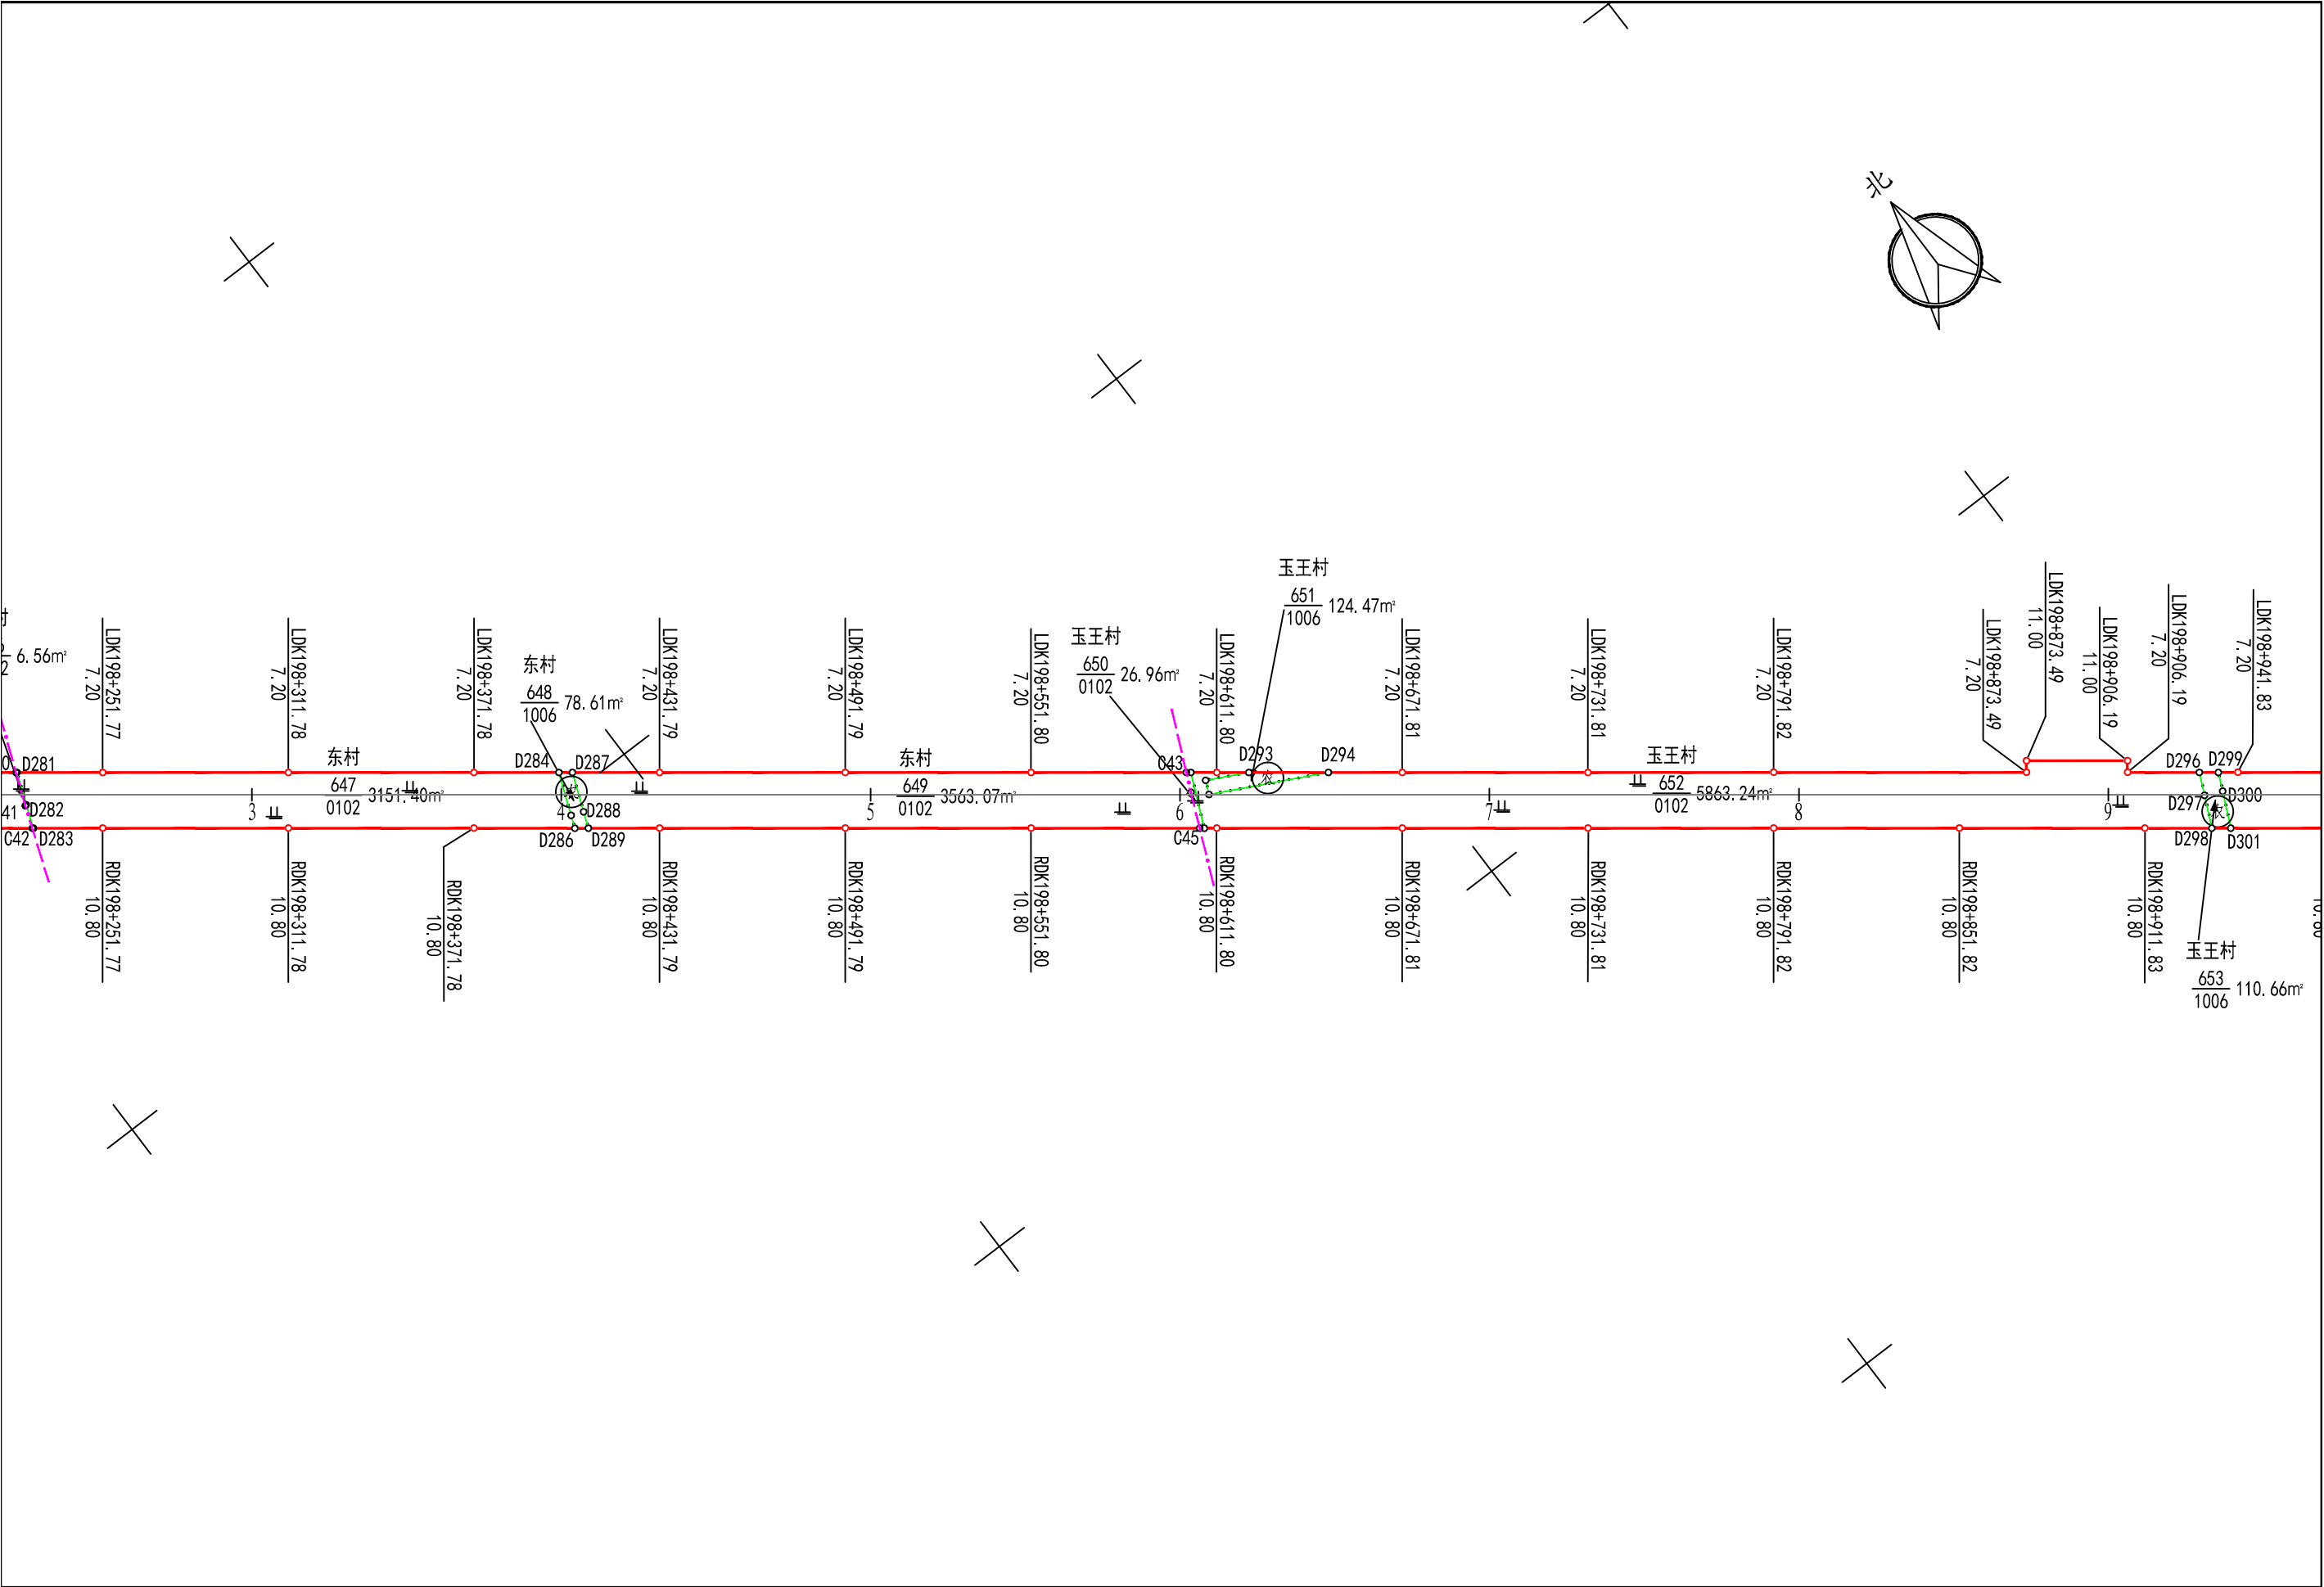 北
玉王村
651
1006
124.47m²
玉王村
650
0102
26.96m²
东村
648
1006
78.61m²
村
2
6.56m²
LDK198+251.77
7.20
LDK198+311.78
7.20
LDK198+371.78
7.20
LDK198+431.79
7.20
LDK198+491.79
7.20
LDK198+551.80
7.20
LDK198+611.80
7.20
LDK198+671.81
7.20
LDK198+731.81
7.20
LDK198+791.82
7.20
LDK198+873.49
7.20
LDK198+873.49
11.00
LDK198+906.19
11.00
LDK198+906.19
7.20
LDK198+941.83
7.20
D281
D284
D287
C43
D293
D294
D296
D299
东村
647
0102
3151.40m²
东村
649
0102
3563.07m²
玉王村
652
0102
5863.24m²
3
4
5
6
7
8
9
农
农
41
D282
D288
D297
D300
C42
D283
D286
D289
C45
D298
D301
RDK198+251.77
10.80
RDK198+311.78
10.80
RDK198+371.78
10.80
RDK198+431.79
10.80
RDK198+491.79
10.80
RDK198+551.80
10.80
RDK198+611.80
10.80
RDK198+671.81
10.80
RDK198+731.81
10.80
RDK198+791.82
10.80
RDK198+851.82
10.80
RDK198+911.83
10.80
10.80
玉王村
653
1006
110.66m²